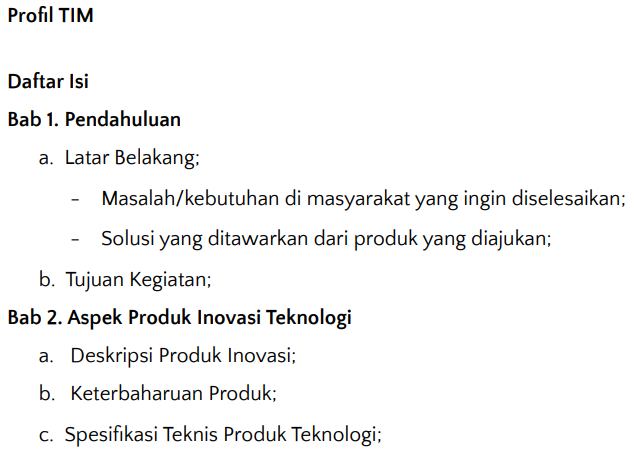 Profil TIM
Daftar Isi
Bab 1. Pendahuluan
a. Latar Belakang;
- Masalah/kebutuhan di masyarakat yang ingin diselesaikan;
- Solusi yang ditawarkan dari produk yang diajukan;
b. Tujuan Kegiatan;
Bab 2. Aspek Produk Inovasi Teknologi
a. Deskripsi Produk Inovasi;
b. Keterbaharuan Produk;
c. Spesifikasi Teknis Produk Teknologi;